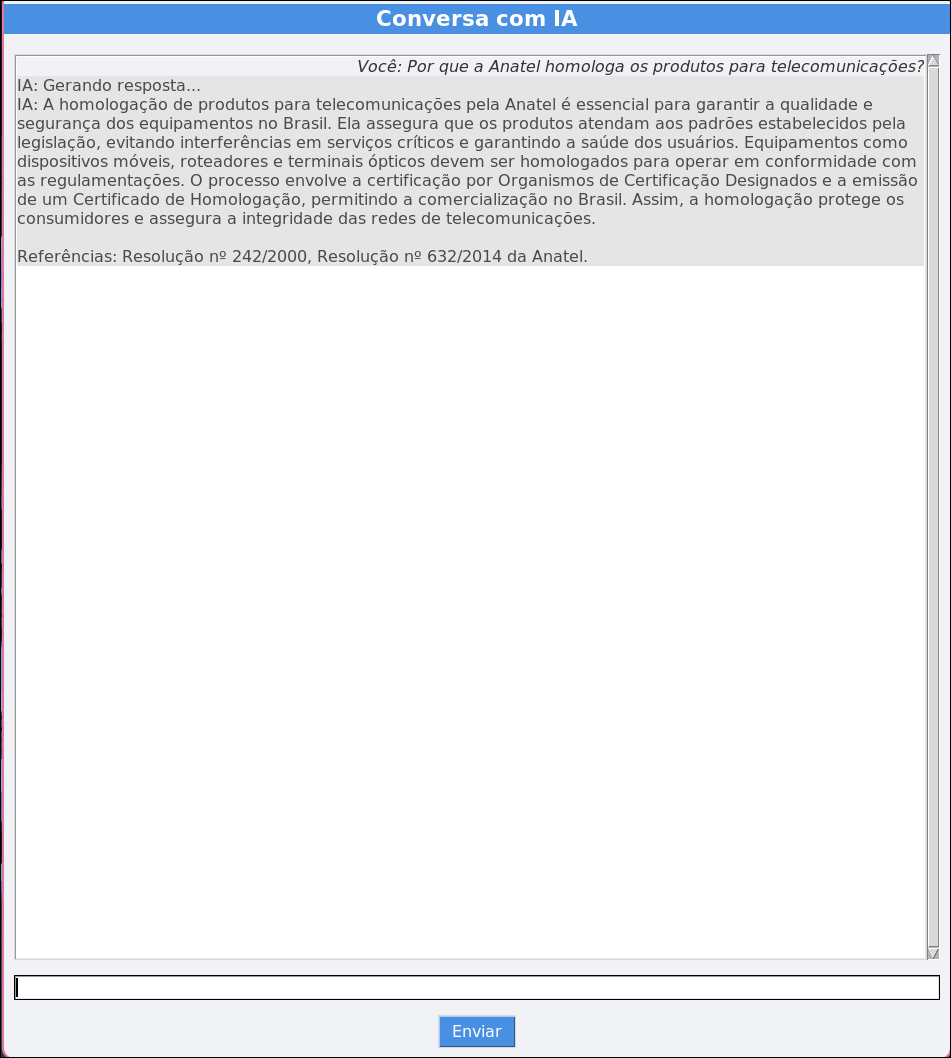 Conversa com IA
Você: Por que a Anatel homologa os produtos para telecomunicações?
IA: Gerando resposta...
IA: A homologação de produtos para telecomunicações pela Anatel é essencial para garantir a qualidade e
segurança dos equipamentos no Brasil. Ela assegura que os produtos atendam aos padrões estabelecidos pela
legislação, evitando interferências em serviços críticos e garantindo a saúde dos usuários. Equipamentos como
dispositivos móveis, roteadores e terminais ópticos devem ser homologados para operar em conformidade com
as regulamentações. O processo envolve a certificação por Organismos de Certificação Designados e a emissão
de um Certificado de Homologação, permitindo a comercialização no Brasil. Assim, a homologação protege os
consumidores e assegura a integridade das redes de telecomunicações.
Referências: Resolução nº 242/2000, Resolução nº 632/2014 da Anatel.
Enviar